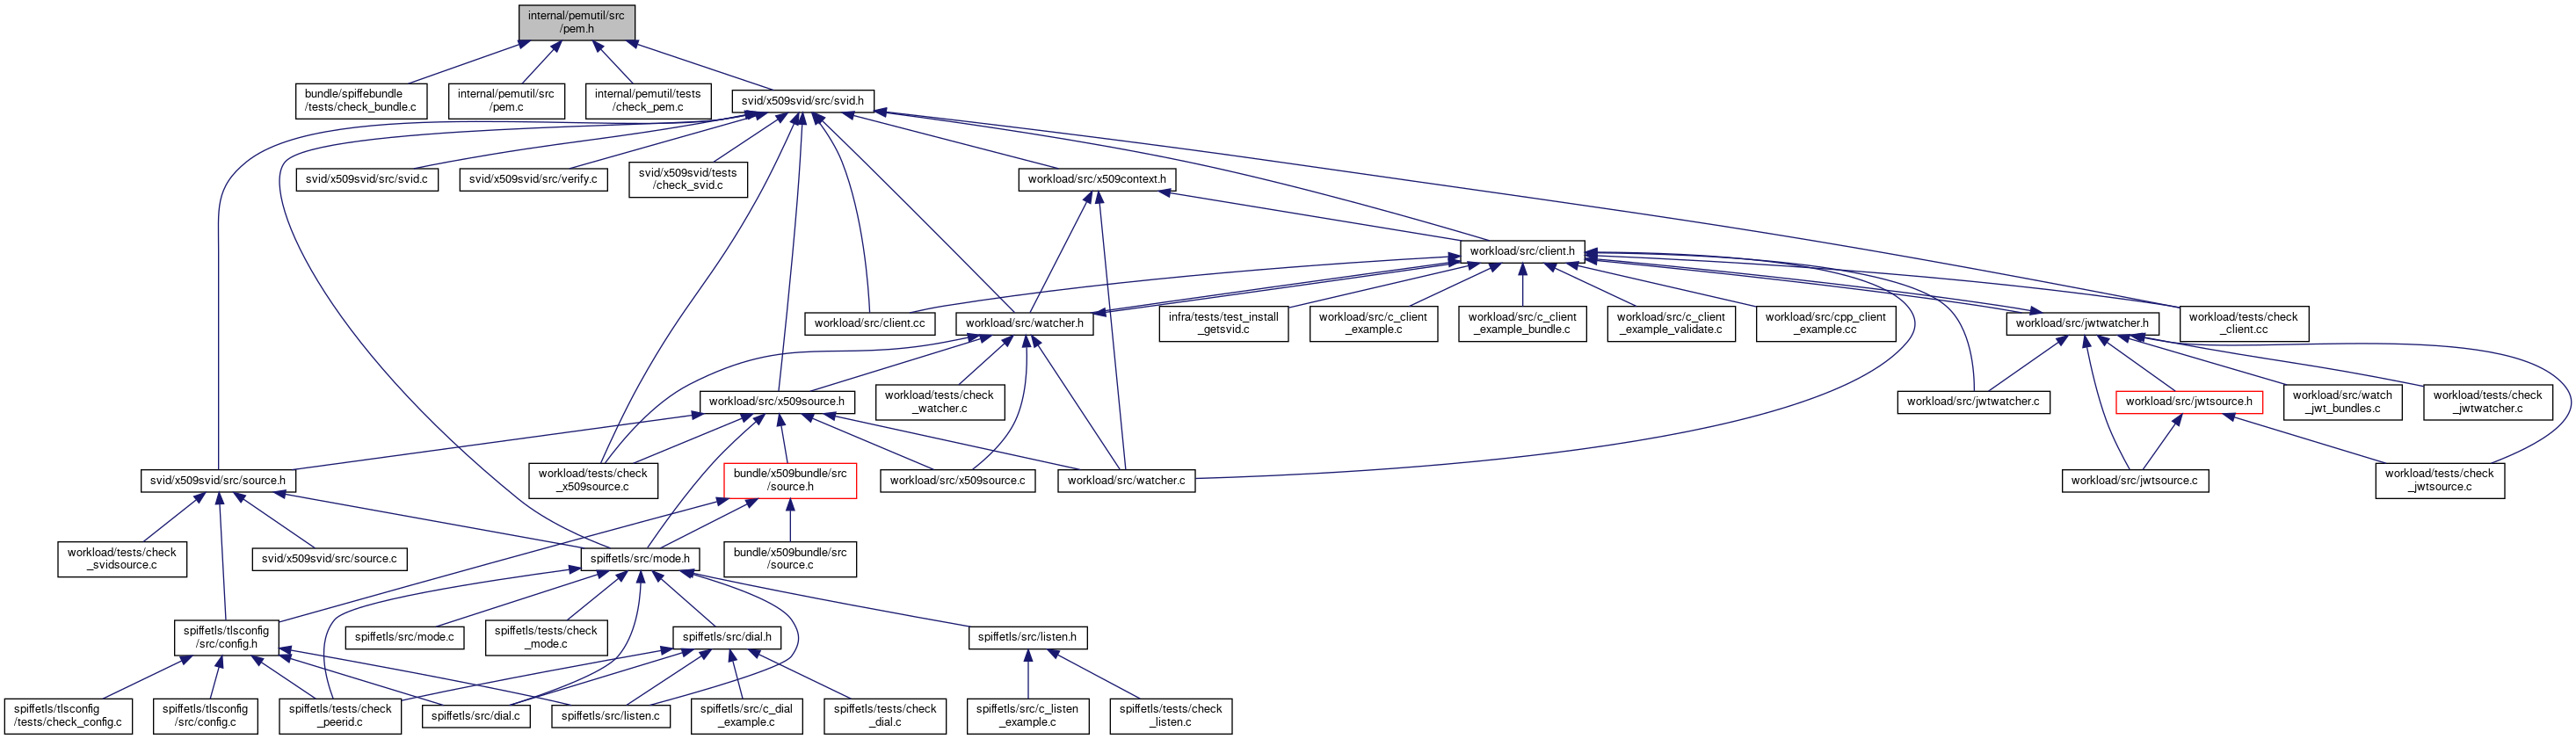 internal/pemutil/src
/pem.h
bundle/spiffebundle
/tests/check_bundle.c
internal/pemutil/src
/pem.c
internal/pemutil/tests
/check_pem.c
svid/x509svid/src/svid.h
svid/x509svid/src/svid.c
svid/x509svid/src/verify.c
svid/x509svid/tests
/check_svid.c
workload/src/x509context.h
workload/src/client.h
workload/src/client.cc
workload/src/watcher.h
infra/tests/test_install
_getsvid.c
workload/src/c_client
_example.c
workload/src/c_client
_example_bundle.c
workload/src/c_client
_example_validate.c
workload/src/cpp_client
_example.cc
workload/src/jwtwatcher.h
workload/tests/check
_client.cc
workload/src/x509source.h
workload/tests/check
_watcher.c
workload/src/jwtwatcher.c
workload/src/jwtsource.h
workload/src/watch
_jwt_bundles.c
workload/tests/check
_jwtwatcher.c
svid/x509svid/src/source.h
workload/tests/check
_x509source.c
bundle/x509bundle/src
/source.h
workload/src/x509source.c
workload/src/watcher.c
workload/src/jwtsource.c
workload/tests/check
_jwtsource.c
workload/tests/check
_svidsource.c
svid/x509svid/src/source.c
spiffetls/src/mode.h
bundle/x509bundle/src
/source.c
spiffetls/tlsconfig
/src/config.h
spiffetls/src/mode.c
spiffetls/tests/check
_mode.c
spiffetls/src/dial.h
spiffetls/src/listen.h
spiffetls/tlsconfig
/tests/check_config.c
spiffetls/tlsconfig
/src/config.c
spiffetls/tests/check
_peerid.c
spiffetls/src/dial.c
spiffetls/src/listen.c
spiffetls/src/c_dial
_example.c
spiffetls/tests/check
_dial.c
spiffetls/src/c_listen
_example.c
spiffetls/tests/check
_listen.c